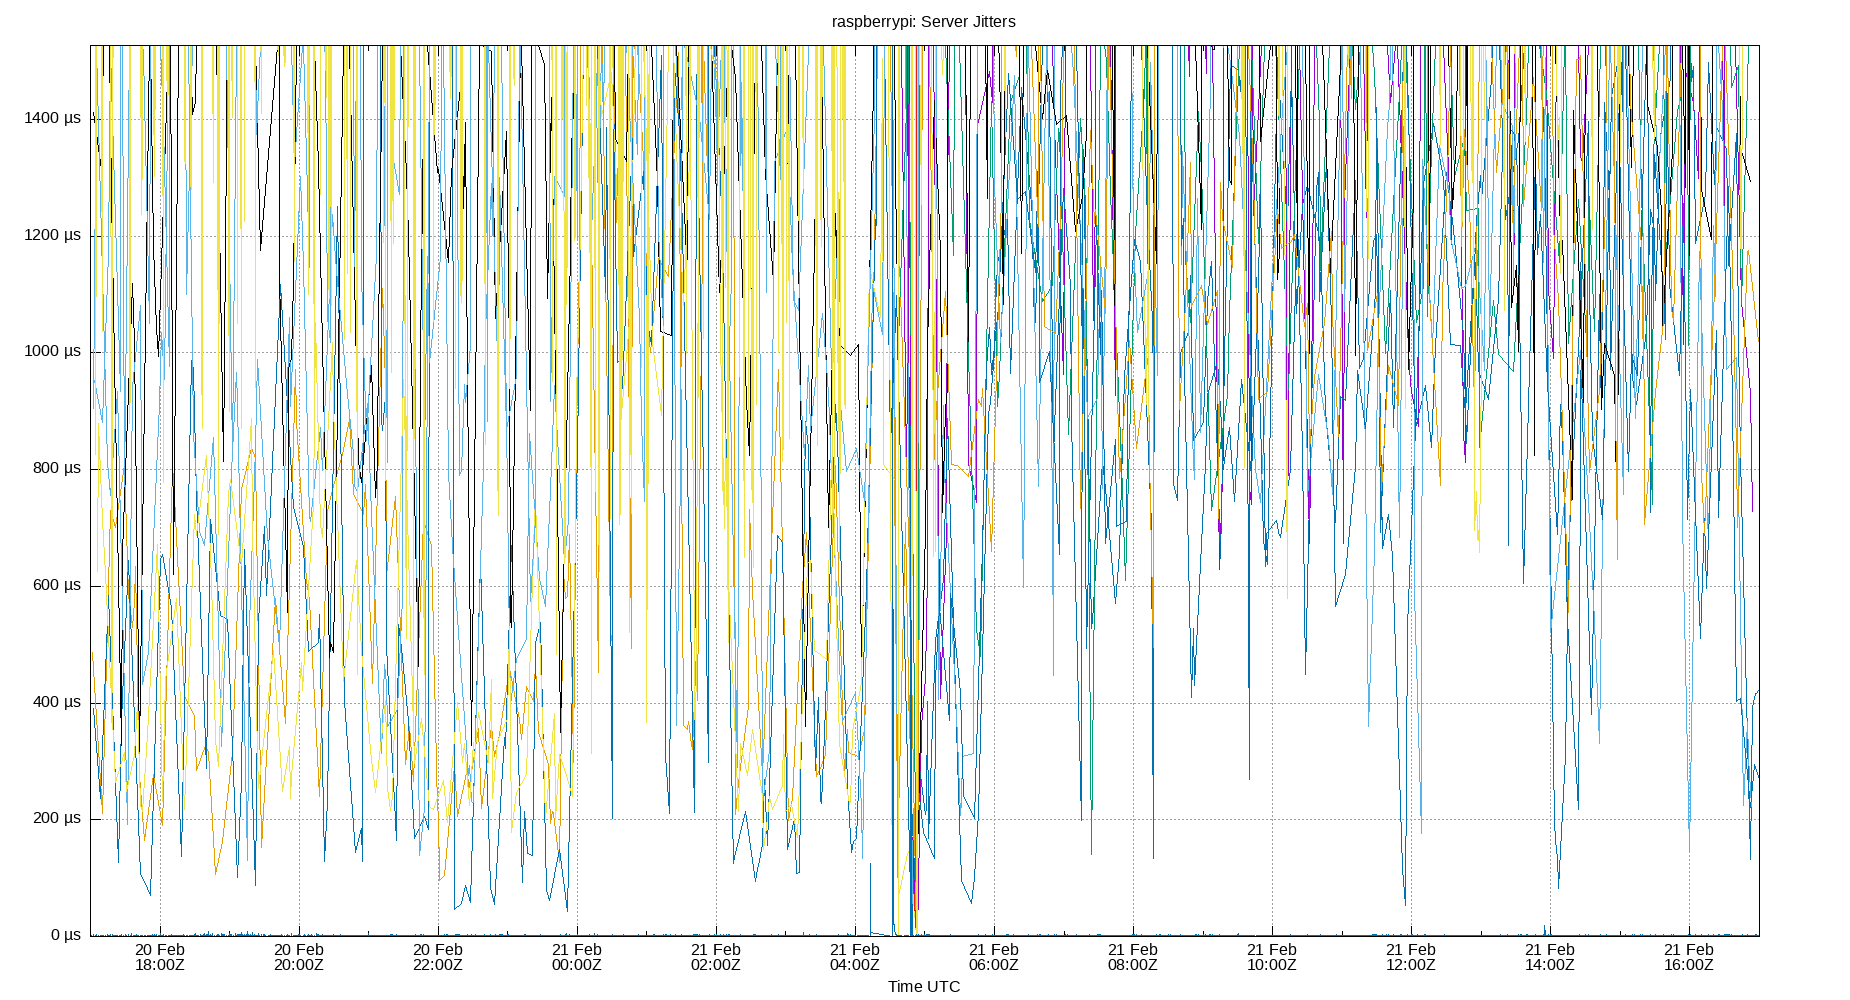 raspberrypi: Server Jitters
1400 µs
1200 µs
1000 µs
800 µs
600 µs
400 µs
200 µs
0 µs
20 Feb 20 Feb 20 Feb 21 Feb 21 Feb 21 Feb 21 Feb 21 Feb 21 Feb 21 Feb 21 Feb 21 Feb
18:00Z 20:00Z 22:00Z 00:00Z 02:00Z 04:00Z 06:00Z 08:00Z 10:00Z 12:00Z 14:00Z 16:00Z
Time UTC